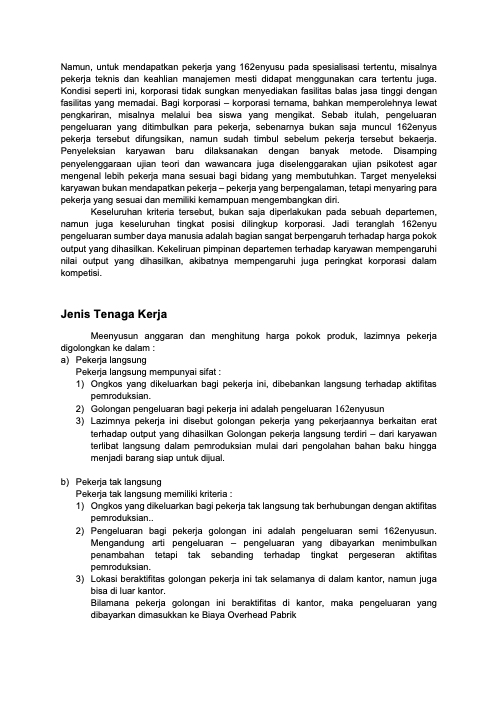 Namun, untuk mendapatkan pekerja yang 162enyusu pada spesialisasi tertentu, misalnya
pekerja teknis dan keahlian manajemen mesti didapat menggunakan cara tertentu juga.
Kondisi seperti ini, korporasi tidak sungkan menyediakan fasilitas balas jasa tinggi dengan
fasilitas yang memadai. Bagi korporasi – korporasi ternama, bahkan memperolehnya lewat
pengkariran, misalnya melalui bea siswa yang mengikat. Sebab itulah, pengeluaran
pengeluaran yang ditimbulkan para pekerja, sebenarnya bukan saja muncul 162enyus
pekerja tersebut difungsikan, namun sudah timbul sebelum pekerja tersebut bekaerja.
Penyeleksian karyawan baru dilaksanakan dengan banyak metode. Disamping
penyelenggaraan ujian teori dan wawancara juga diselenggarakan ujian psikotest agar
mengenal lebih pekerja mana sesuai bagi bidang yang membutuhkan. Target menyeleksi
karyawan bukan mendapatkan pekerja – pekerja yang berpengalaman, tetapi menyaring para
pekerja yang sesuai dan memiliki kemampuan mengembangkan diri.
Keseluruhan kriteria tersebut, bukan saja diperlakukan pada sebuah departemen,
namun juga keseluruhan tingkat posisi dilingkup korporasi. Jadi teranglah 162enyu
pengeluaran sumber daya manusia adalah bagian sangat berpengaruh terhadap harga pokok
output yang dihasilkan. Kekeliruan pimpinan departemen terhadap karyawan mempengaruhi
nilai output yang dihasilkan, akibatnya mempengaruhi juga peringkat korporasi dalam
kompetisi.
Jenis Tenaga Kerja
Meenyusun anggaran dan menghitung harga pokok produk, lazimnya pekerja
digolongkan ke dalam :
a) Pekerja langsung
Pekerja langsung mempunyai sifat :
1) Ongkos yang dikeluarkan bagi pekerja ini, dibebankan langsung terhadap aktifitas
pemroduksian.
2) Golongan pengeluaran bagi pekerja ini adalah pengeluaran 162enyusun
3) Lazimnya pekerja ini disebut golongan pekerja yang pekerjaannya berkaitan erat
terhadap output yang dihasilkan Golongan pekerja langsung terdiri – dari karyawan
terlibat langsung dalam pemroduksian mulai dari pengolahan bahan baku hingga
menjadi barang siap untuk dijual.
b) Pekerja tak langsung
Pekerja tak langsung memiliki kriteria :
1) Ongkos yang dikeluarkan bagi pekerja tak langsung tak berhubungan dengan aktifitas
pemroduksian..
2) Pengeluaran bagi pekerja golongan ini adalah pengeluaran semi 162enyusun.
Mengandung arti pengeluaran – pengeluaran yang dibayarkan menimbulkan
penambahan tetapi tak sebanding terhadap tingkat pergeseran aktifitas
pemroduksian.
3) Lokasi beraktifitas golongan pekerja ini tak selamanya di dalam kantor, namun juga
bisa di luar kantor.
Bilamana pekerja golongan ini beraktifitas di kantor, maka pengeluaran yang
dibayarkan dimasukkan ke Biaya Overhead Pabrik